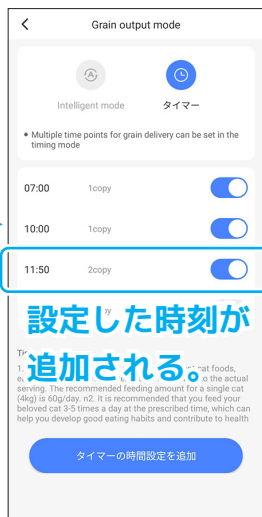 Grain output mode
Intelligent mode
タイマー
• Multiple time points for grain delivery can be set in the
timing mode
07:00 1copy
10:00 1copy
11:50 2copy
設定した時刻が
追加される。
1.
cat foods,
to the actual
serving. The recommended feeding amount for a single cat
(4kg) is 60g/day. n2. It is recommended that you feed your
beloved cat 3-5 times a day at the prescribed time, which can
help you develop good eating habits and contribute to health
タイマーの時間設定を追加